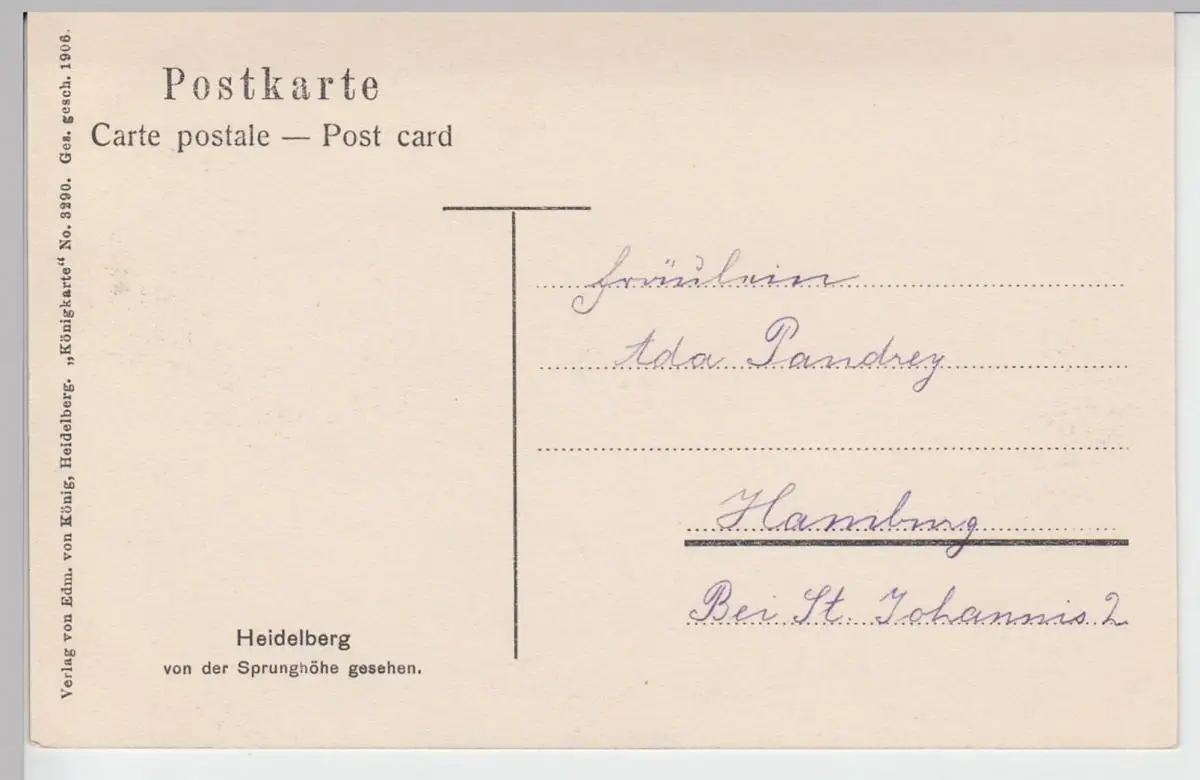 Postkarte
Carte postale — Post card
Verlag von Edm. von König, Heidelberg. „Königkarte“ No. 3290. Ges. gesch. 1906.
Fräulein
Ada Pandrey
Hamburg
Bei St. Johannis 2
Heidelberg
von der Sprunghöhe gesehen.